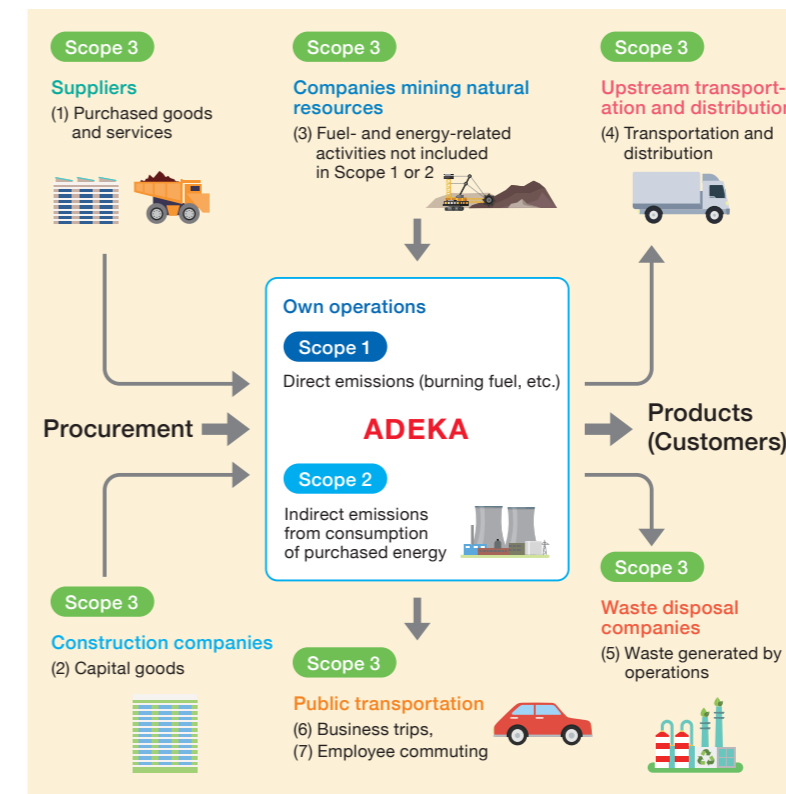 Scope 3
Suppliers
(1) Purchased goods
and services
Scope 3
Companies mining natural
resources
(3) Fuel- and energy-related
activities not included
in Scope 1 or 2
Scope 3
Upstream transport-
ation and distribution
(4) Transportation and
distribution
Own operations
Scope 1
Direct emissions (burning fuel, etc.)
Procurement
ADEKA
Products
(Customers)
Scope 2
Indirect emissions
from consumption
of purchased energy
Scope 3
Construction companies
(2) Capital goods
Scope 3
Public transportation
(6) Business trips,
(7) Employee commuting
Scope 3
Waste disposal
companies
(5) Waste generated by
operations